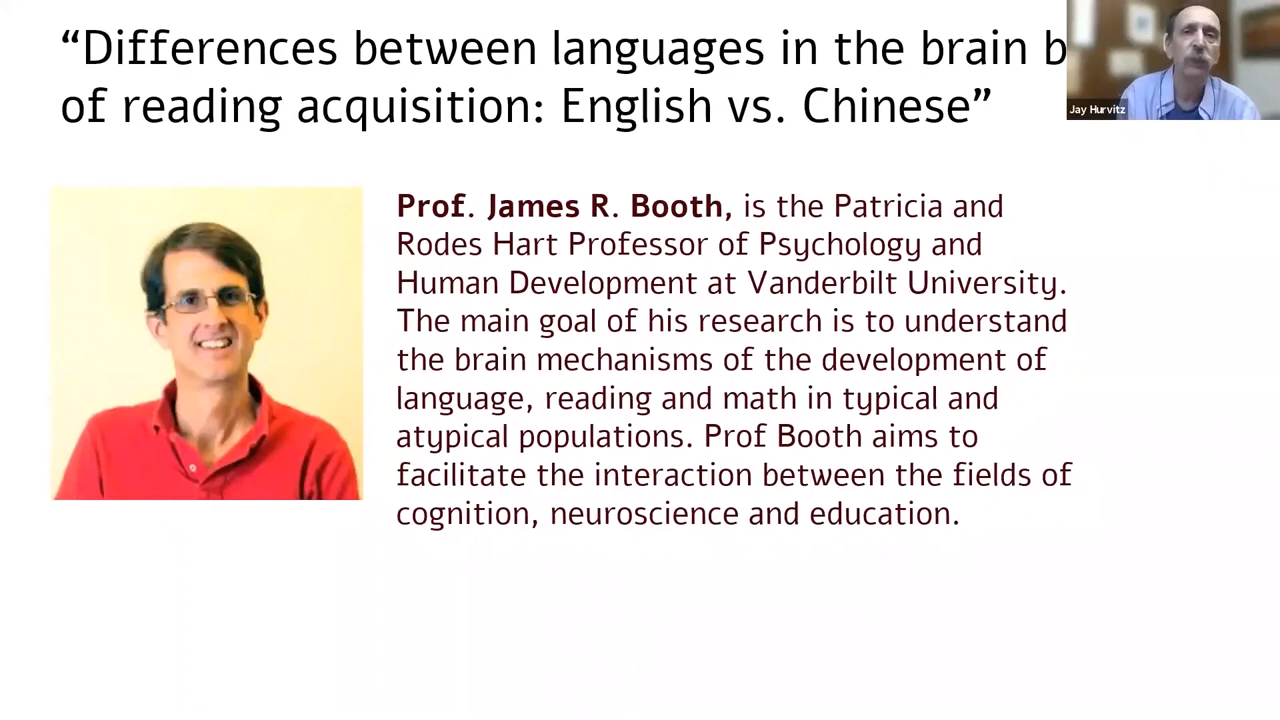 “Differences between languages in the brain b
of reading acquisition: English vs. Chinese”
Jay Hurvitz
Prof. James R. Booth, is the Patricia and
Rodes Hart Professor of Psychology and
Human Development at Vanderbilt University.
The main goal of his research is to understand
the brain mechanisms of the development of
language, reading and math in typical and
atypical populations. Prof Booth aims to
facilitate the interaction between the fields of
cognition, neuroscience and education.